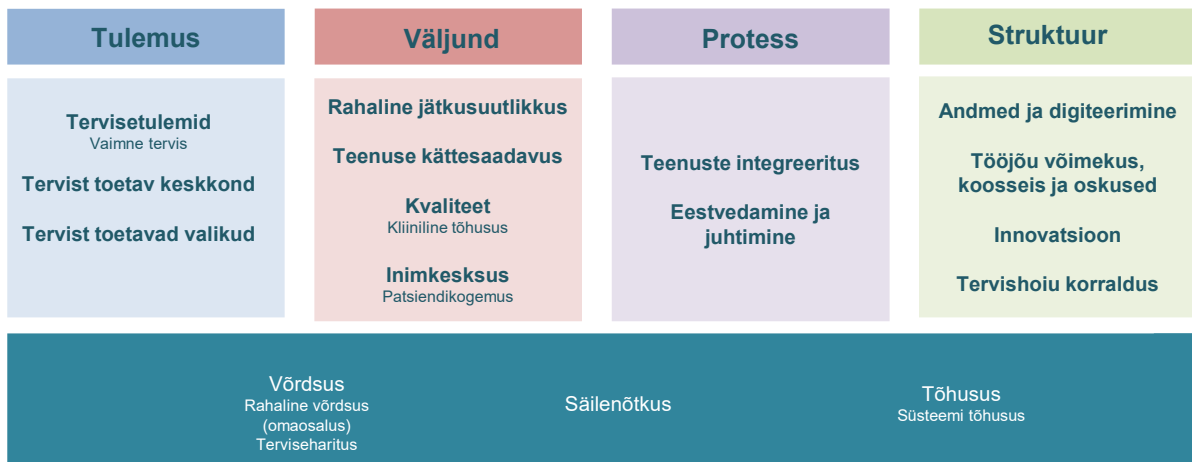 Tulemus
Tervisetulemid
Vaimne tervis
Tervist toetav keskkond
Tervist toetavad valikud
Väljund
Rahaline jätkusuutlikkus
Teenuse kättesaadavus
Kvaliteet
Kliiniline tõhusus
Inimkesksus
Patsiendikogemus
Protess
Teenuste integreeritus
Eestvedamine ja
juhtimine
Struktuur
Andmed ja digiteerimine
Tööjõu võimekus,
koosseis ja oskused
Innovatsioon
Tervishoiu korraldus
Võrdsus
Rahaline võrdsus
(omaosalus)
Terviseharitus
Säilenõtkus
Tõhusus
Süsteemi tõhusus